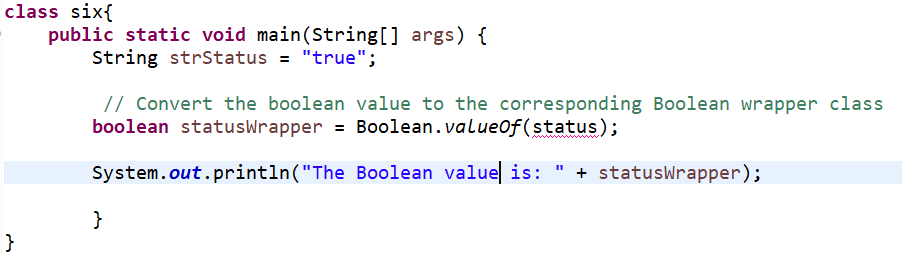 class six{
    public static void main(String[] args) {
        String strStatus = "true";
         // Convert the boolean value to the corresponding Boolean wrapper class
        boolean statusWrapper = Boolean.valueOf(status);
        System.out.println("The Boolean value is: " + statusWrapper);
        }
}